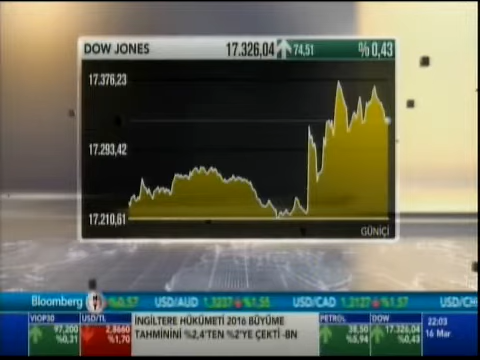 DOW JONES 17.326,04 74,51 %0,43
17.376,23
17.293,42
17.210,61
GÜNİÇİ
Bloomberg HT %0,57 USD/AUD 1,3237 %1,55 USD/CAD 1,3127 %1,57 USD/CH
VIOP30 USD/TL İNGİLTERE HÜKÜMETİ 2016 BÜYÜME PETROL DOW 22:03
97,200 2,8660 TAHMİNİNİ %2,4'TEN %2'YE ÇEKTİ -BN 38,50 17.326,04 16 Mar
%0,31 %1,70 %5,94 %0,43